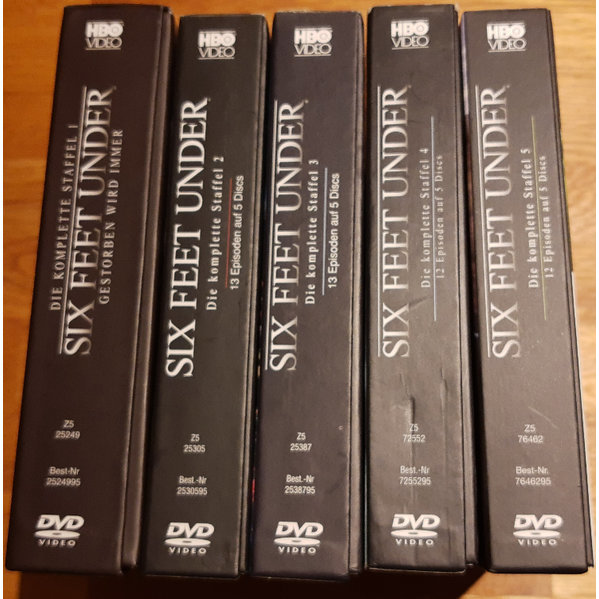 HBO
VIDEO
DIE KOMPLETTE STAFFEL 1
SIX FEET UNDER
GESTORBEN WIRD IMMER
Z5
25249
Best.-Nr
2524995
DVD
VIDEO
HBO
VIDEO
SIX FEET UNDER
Die komplette Staffel 2
13 Episoden auf 5 Discs
Z5
25305
Best.-Nr
2530595
DVD
VIDEO
HBO
VIDEO
SIX FEET UNDER
Die komplette Staffel 3
13 Episoden auf 5 Discs
Z5
25387
Best.-Nr
2538795
DVD
VIDEO
HBO
VIDEO
SIX FEET UNDER
Die komplette Staffel 4
12 Episoden auf 5 Discs
Z5
72552
Best.-Nr
7255295
DVD
VIDEO
HBO
VIDEO
SIX FEET UNDER
Die komplette Staffel 5
12 Episoden auf 5 Discs
Z5
76462
Best.-Nr.
7646295
DVD
VIDEO